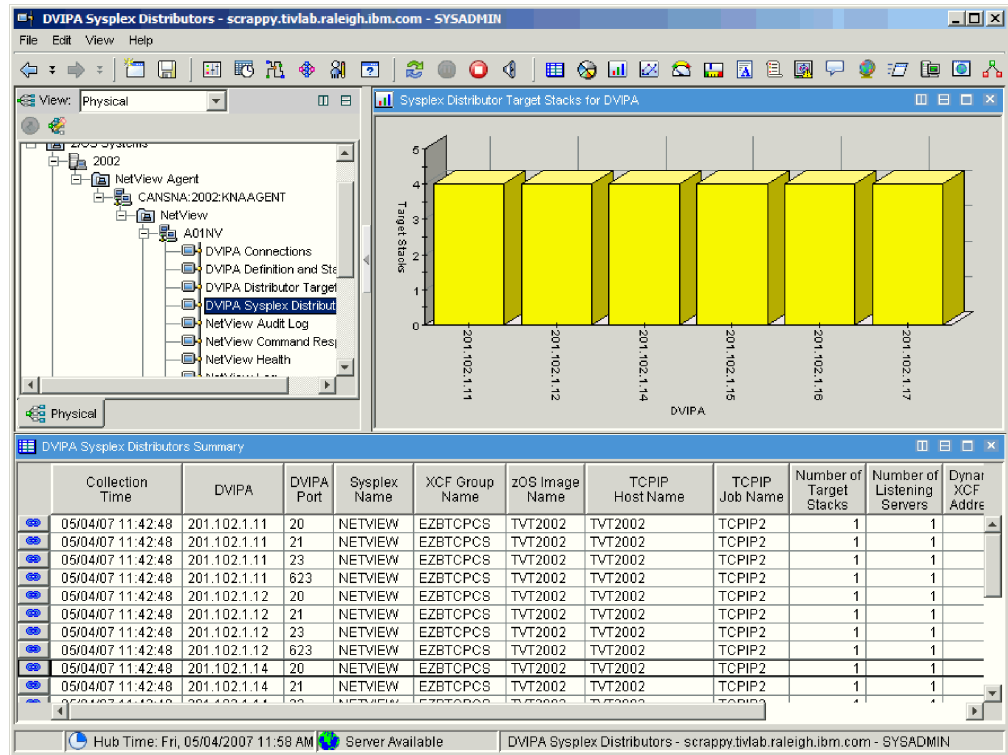 DVIPA Sysplex Distributors - scrappy.tivlab.raleigh.ibm.com - SYSADMIN
File Edit View Help
View: Physical
z/OS Systems
2002
NetView Agent
CANSNA:2002:KNAAGENT
NetView
A01NV
DVIPA Connections
DVIPA Definition and Sta
DVIPA Distributor Target
DVIPA Sysplex Distribut
NetView Audit Log
NetView Command Resp
NetView Health
NetView Log
Physical
Sysplex Distributor Target Stacks for DVIPA
5
4
3
2
1
0
Target Stacks
201.102.1.11
201.102.1.12
201.102.1.14
201.102.1.15
201.102.1.16
201.102.1.17
DVIPA
DVIPA Sysplex Distributors Summary
Collection Time DVIPA DVIPA Port Sysplex Name XCF Group Name zOS Image Name TCPIP Host Name TCPIP Job Name Number of Target Stacks Number of Listening Servers Dynar XCF Addre
05/04/07 11:42:48 201.102.1.11 20 NETVIEW EZBTCPCS TVT2002 TVT2002 TCPIP2 1 1
05/04/07 11:42:48 201.102.1.11 21 NETVIEW EZBTCPCS TVT2002 TVT2002 TCPIP2 1 1
05/04/07 11:42:48 201.102.1.11 23 NETVIEW EZBTCPCS TVT2002 TVT2002 TCPIP2 1 1
05/04/07 11:42:48 201.102.1.11 623 NETVIEW EZBTCPCS TVT2002 TVT2002 TCPIP2 1 1
05/04/07 11:42:48 201.102.1.12 20 NETVIEW EZBTCPCS TVT2002 TVT2002 TCPIP2 1 1
05/04/07 11:42:48 201.102.1.12 21 NETVIEW EZBTCPCS TVT2002 TVT2002 TCPIP2 1 1
05/04/07 11:42:48 201.102.1.12 23 NETVIEW EZBTCPCS TVT2002 TVT2002 TCPIP2 1 1
05/04/07 11:42:48 201.102.1.12 623 NETVIEW EZBTCPCS TVT2002 TVT2002 TCPIP2 1 1
05/04/07 11:42:48 201.102.1.14 20 NETVIEW EZBTCPCS TVT2002 TVT2002 TCPIP2 1 1
05/04/07 11:42:48 201.102.1.14 21 NETVIEW EZBTCPCS TVT2002 TVT2002 TCPIP2 1 1
Hub Time: Fri, 05/04/2007 11:58 AM Server Available DVIPA Sysplex Distributors - scrappy.tivlab.raleigh.ibm.com - SYSADMIN